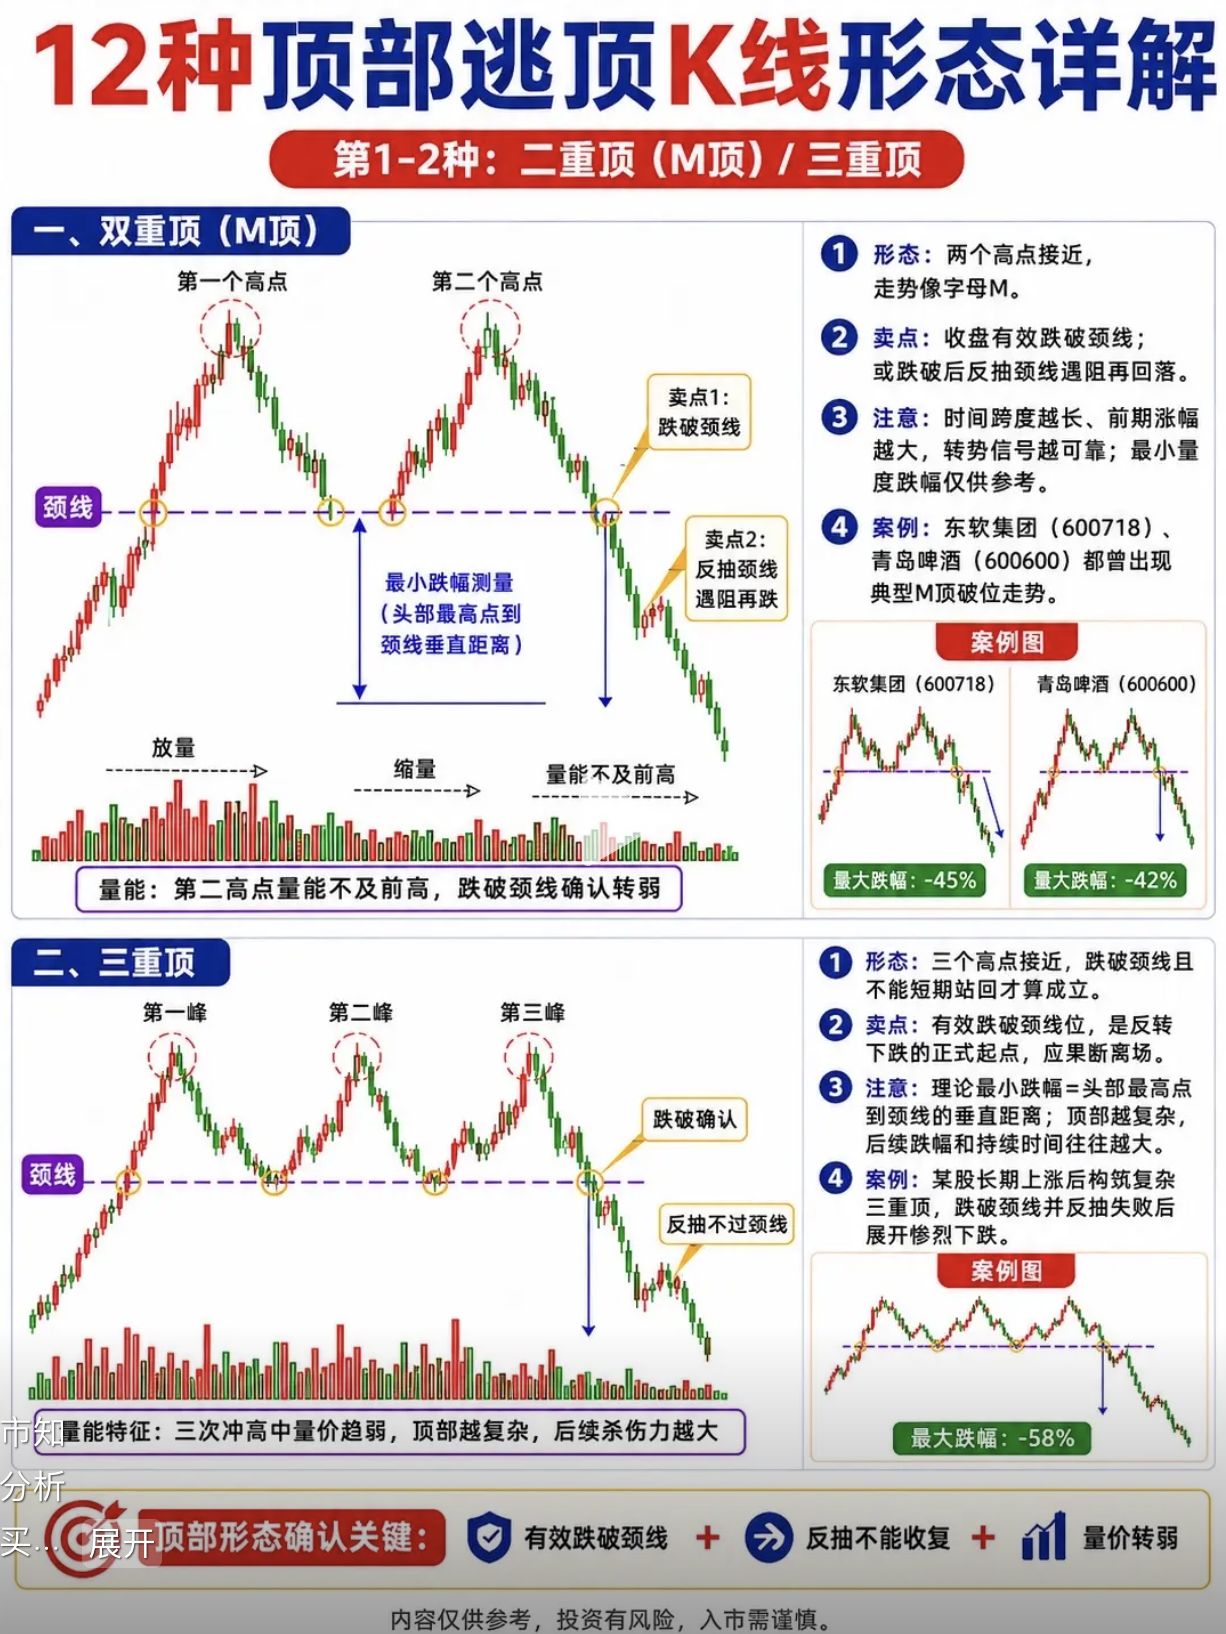 12种顶部逃顶K线形态详解
第1-2种：二重顶（M顶）/ 三重顶
一、双重顶（M顶）
第一个高点
第二个高点
卖点1：
跌破颈线
颈线
卖点2：
反抽颈线
遇阻再跌
最小跌幅测量
（头部最高点到
颈线垂直距离）
放量
缩量
量能不及前高
量能：第二高点量能不及前高，跌破颈线确认转弱
1 形态：两个高点接近，
走势像字母M。
2 卖点：收盘有效跌破颈线；
或跌破后反抽颈线遇阻再回落。
3 注意：时间跨度越长、前期涨幅
越大，转势信号越可靠；最小量
度跌幅仅供参考。
4 案例：东软集团（600718）、
青岛啤酒（600600）都曾出现
典型M顶破位走势。
案例图
东软集团（600718）
青岛啤酒（600600）
最大跌幅：-45%
最大跌幅：-42%
二、三重顶
第一峰
第二峰
第三峰
跌破确认
颈线
反抽不过颈线
量能特征：三次冲高中量价趋弱，顶部越复杂，后续杀伤力越大
1 形态：三个高点接近，跌破颈线且
不能短期站回才算成立。
2 卖点：有效跌破颈线位，是反转
下跌的正式起点，应果断离场。
3 注意：理论最小跌幅=头部最高点
到颈线的垂直距离；顶部越复杂，
后续跌幅和持续时间往往越大。
4 案例：某股长期上涨后构筑复杂
三重顶，跌破颈线并反抽失败后
展开惨烈下跌。
案例图
最大跌幅：-58%
市知
分析
买... 展开
顶部形态确认关键：
有效跌破颈线 + 反抽不能收复 + 量价转弱
内容仅供参考，投资有风险，入市需谨慎。